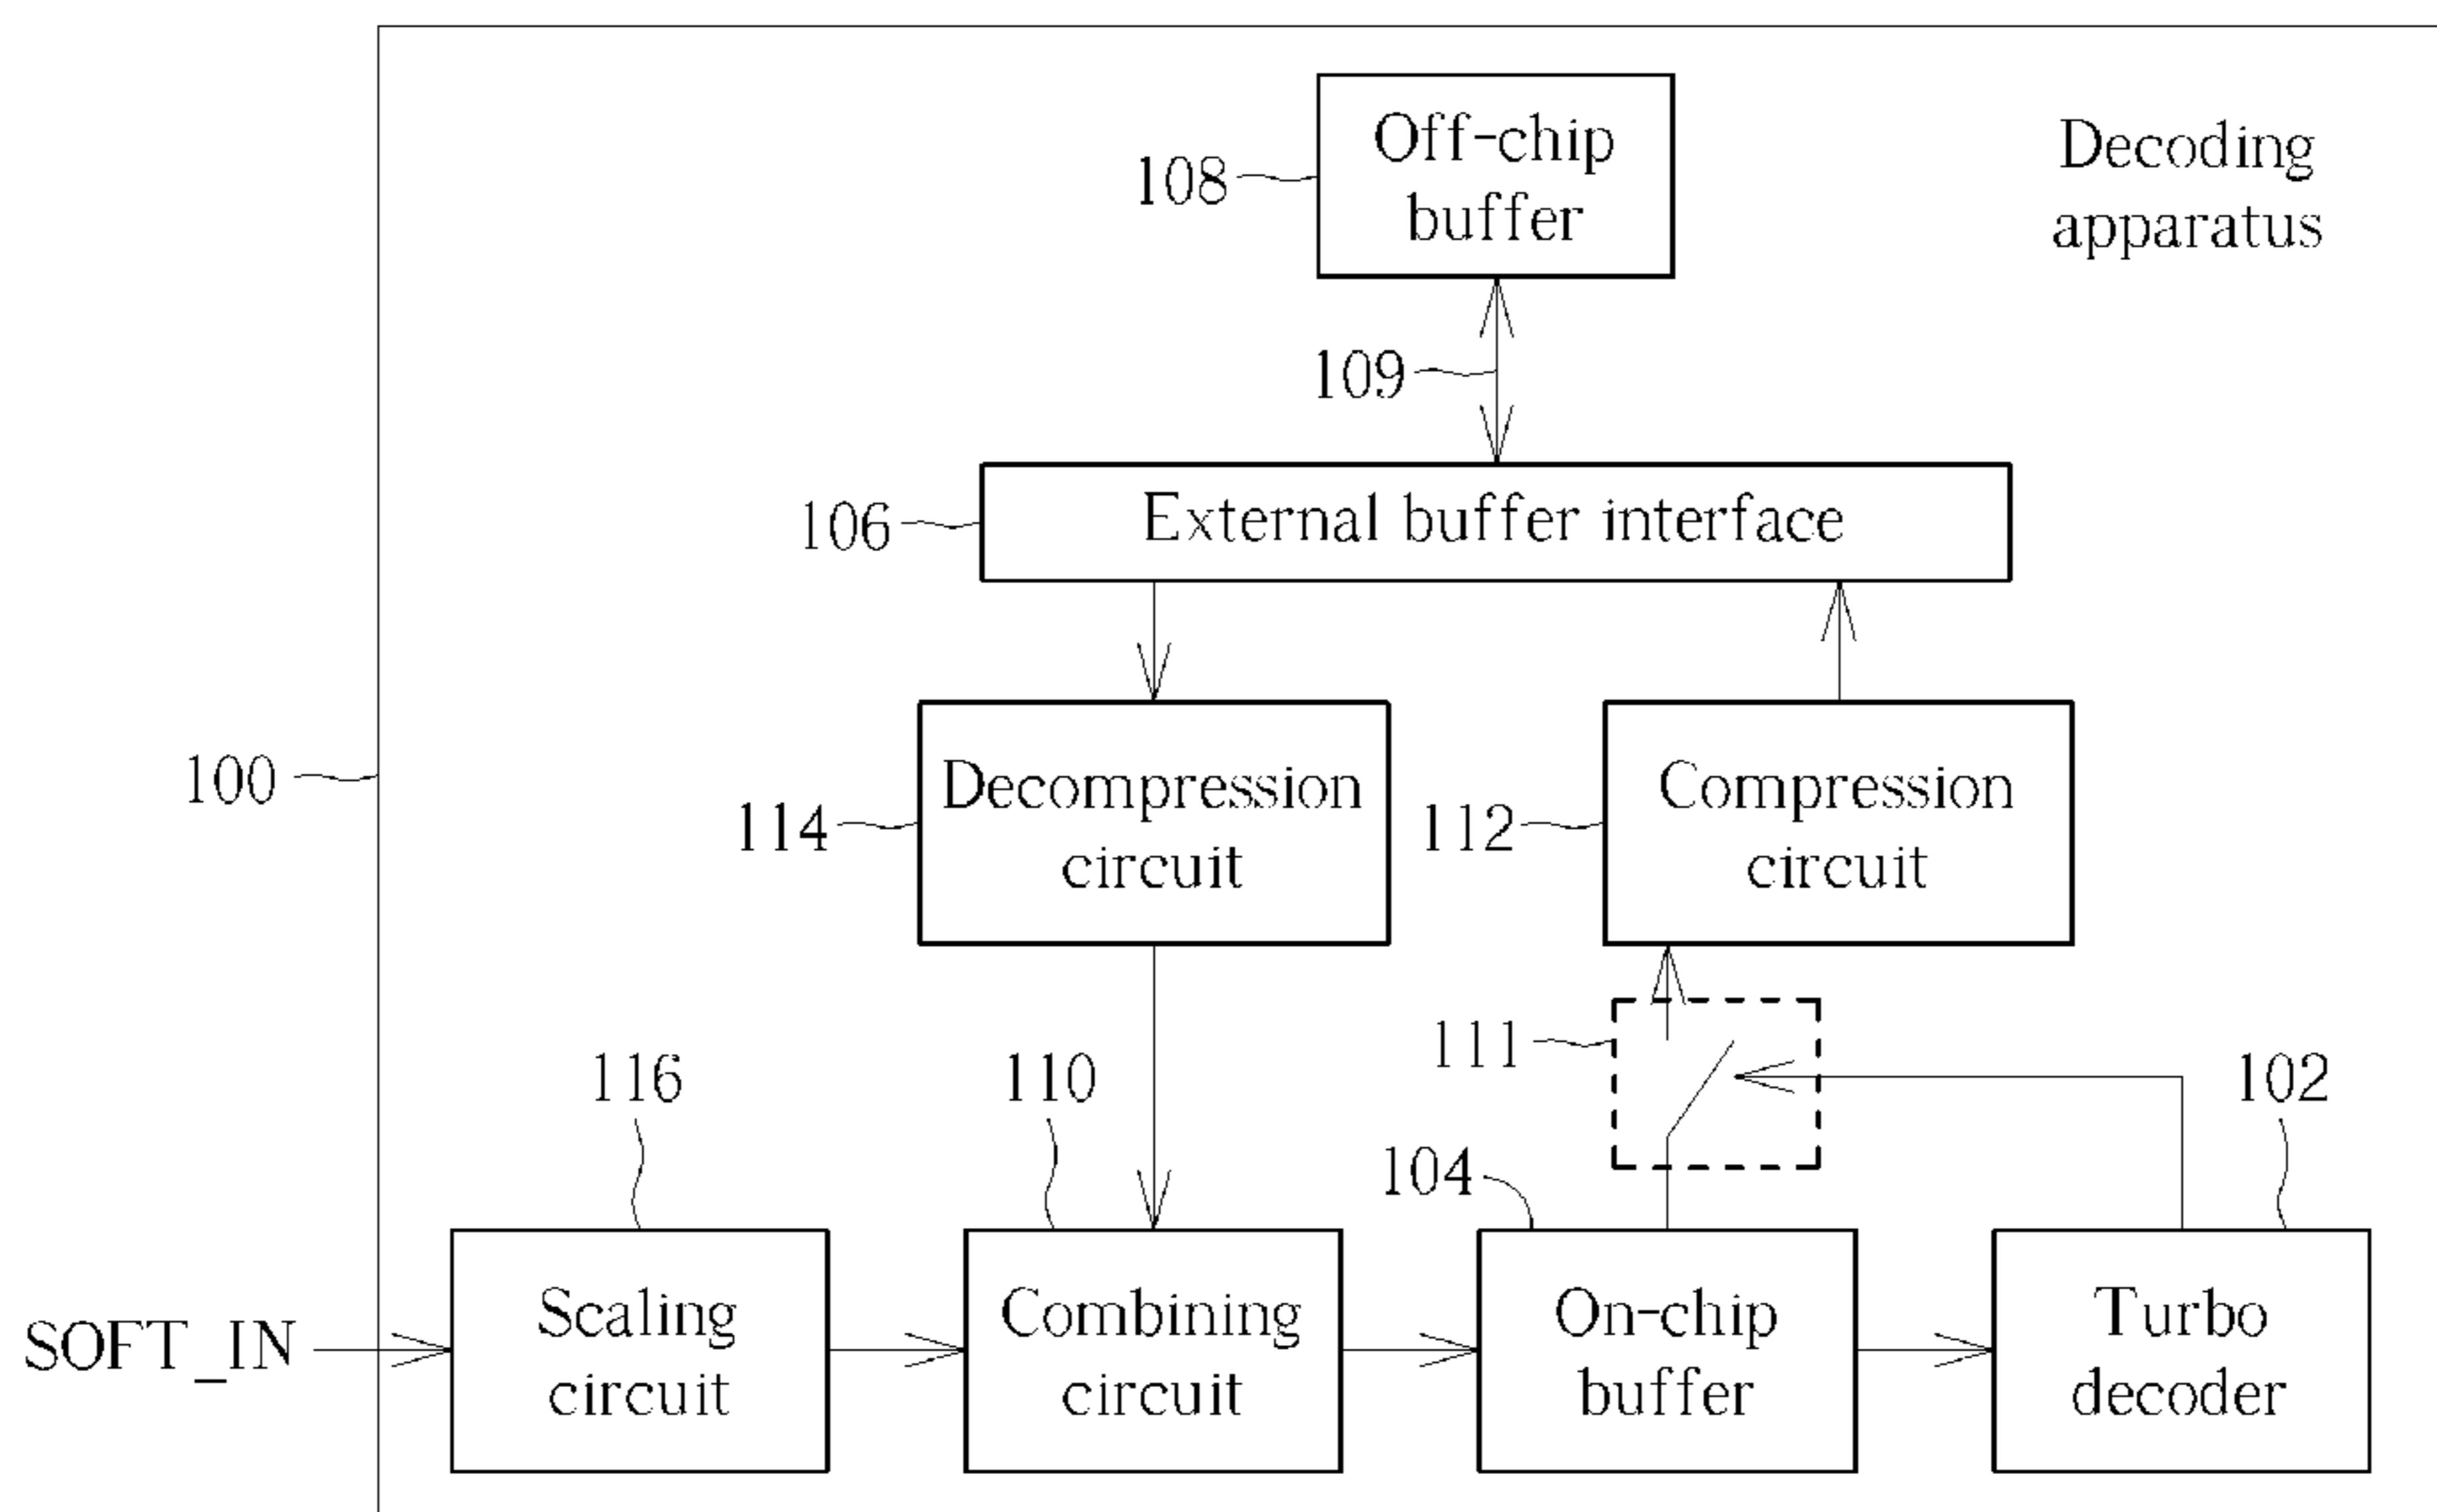 Off-chip
buffer
108
Decoding
apparatus
109
106
External buffer interface
100
114
Decompression
circuit
112
Compression
circuit
111
116
110
104
102
SOFT_IN
Scaling
circuit
Combining
circuit
On-chip
buffer
Turbo
decoder